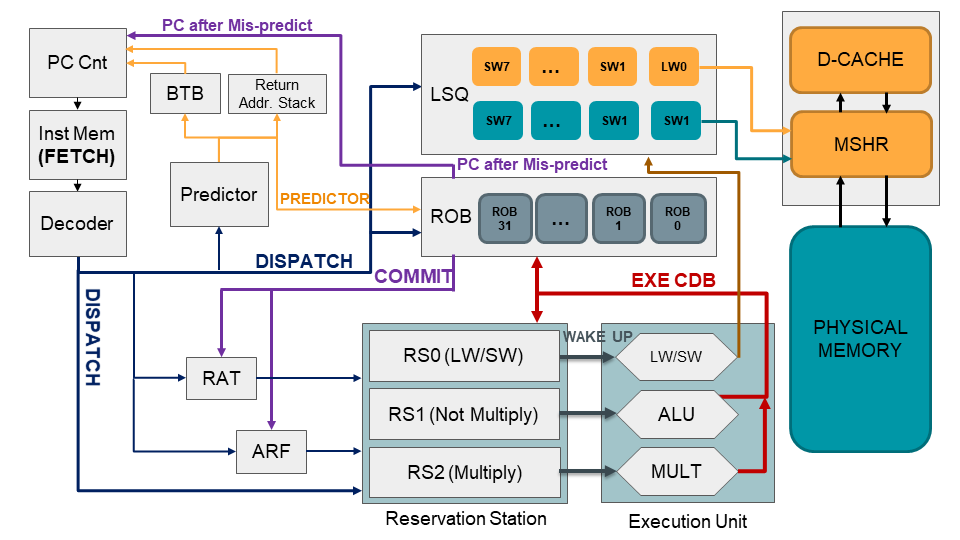 PC after Mis-predict
PC Cnt
BTB
Return
Addr. Stack
Inst Mem
(FETCH)
Predictor
Decoder
PREDICTOR
LSQ
SW7
...
SW1
LW0
SW7
...
SW1
SW1
D-CACHE
MSHR
PC after Mis-predict
ROB
ROB
31
...
ROB
1
ROB
0
DISPATCH
COMMIT
EXE CDB
DISPATCH
PHYSICAL
MEMORY
RAT
ARF
RS0 (LW/SW)
WAKE UP
LW/SW
RS1 (Not Multiply)
ALU
RS2 (Multiply)
MULT
Reservation Station
Execution Unit